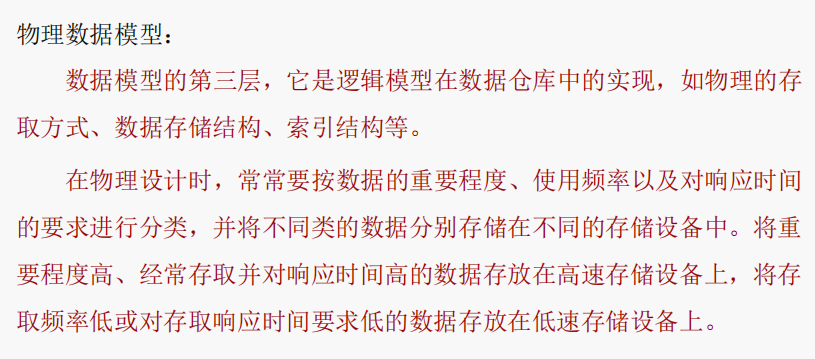 物理数据模型：
数据模型的第三层，它是逻辑模型在数据仓库中的实现，如物理的存
取方式、数据存储结构、索引结构等。
在物理设计时，常常要按数据的重要程度、使用频率以及对响应时间
的要求进行分类，并将不同类的数据分别存储在不同的存储设备中。将重
要程度高、经常存取并对响应时间高的数据存放在高速存储设备上，将存
取频率低或对存取响应时间要求低的数据存放在低速存储设备上。